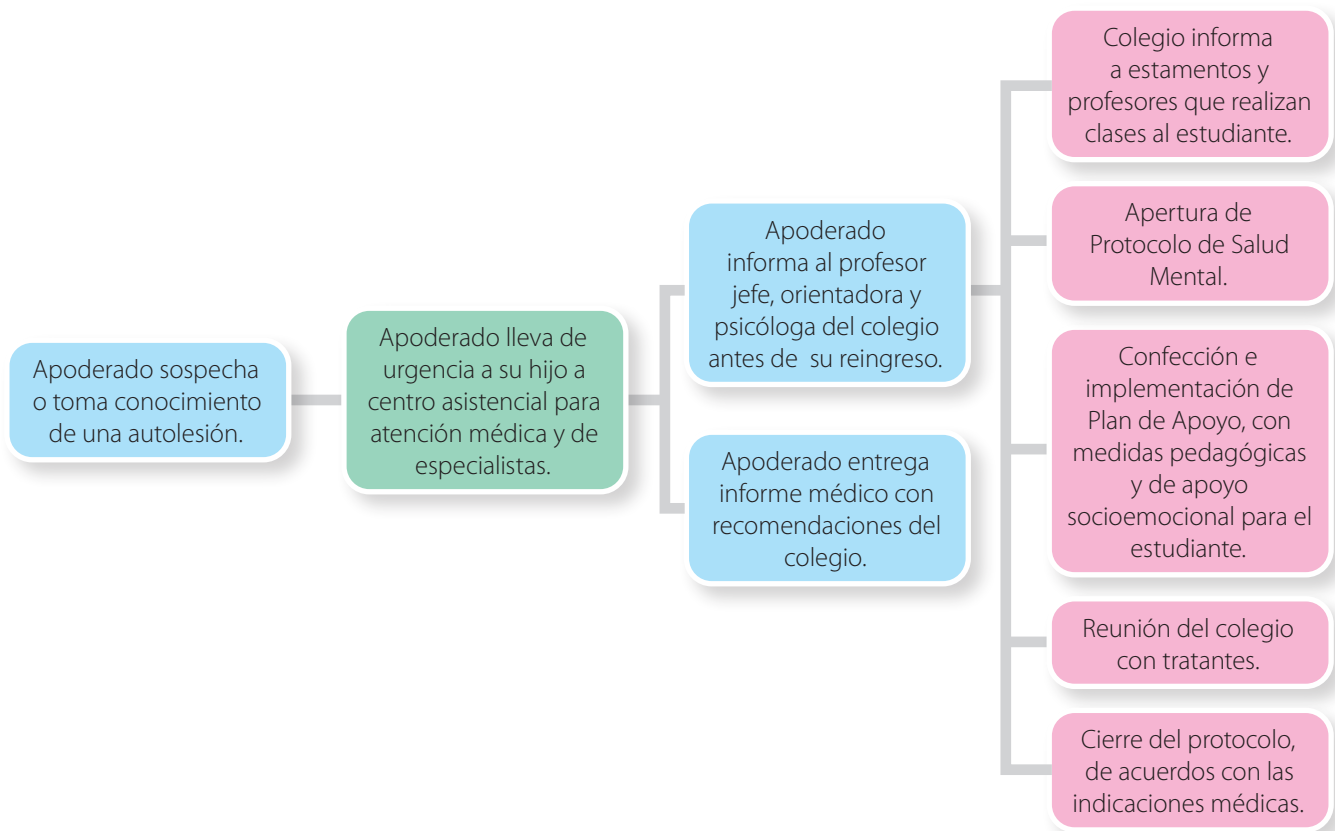 Apoderado sospecha
o toma conocimiento
de una autolesión.
Apoderado lleva de
urgencia a su hijo a
centro asistencial para
atención médica y de
especialistas.
Apoderado
informa al profesor
jefe, orientadora y
psicóloga del colegio
antes de su reingreso.
Apoderado entrega
informe médico con
recomendaciones del
colegio.
Colegio informa
a estamentos y
profesores que realizan
clases al estudiante.
Apertura de
Protocolo de Salud
Mental.
Confección e
implementación de
Plan de Apoyo, con
medidas pedagógicas
y de apoyo
socioemocional para el
estudiante.
Reunión del colegio
con tratantes.
Cierre del protocolo,
de acuerdos con las
indicaciones médicas.